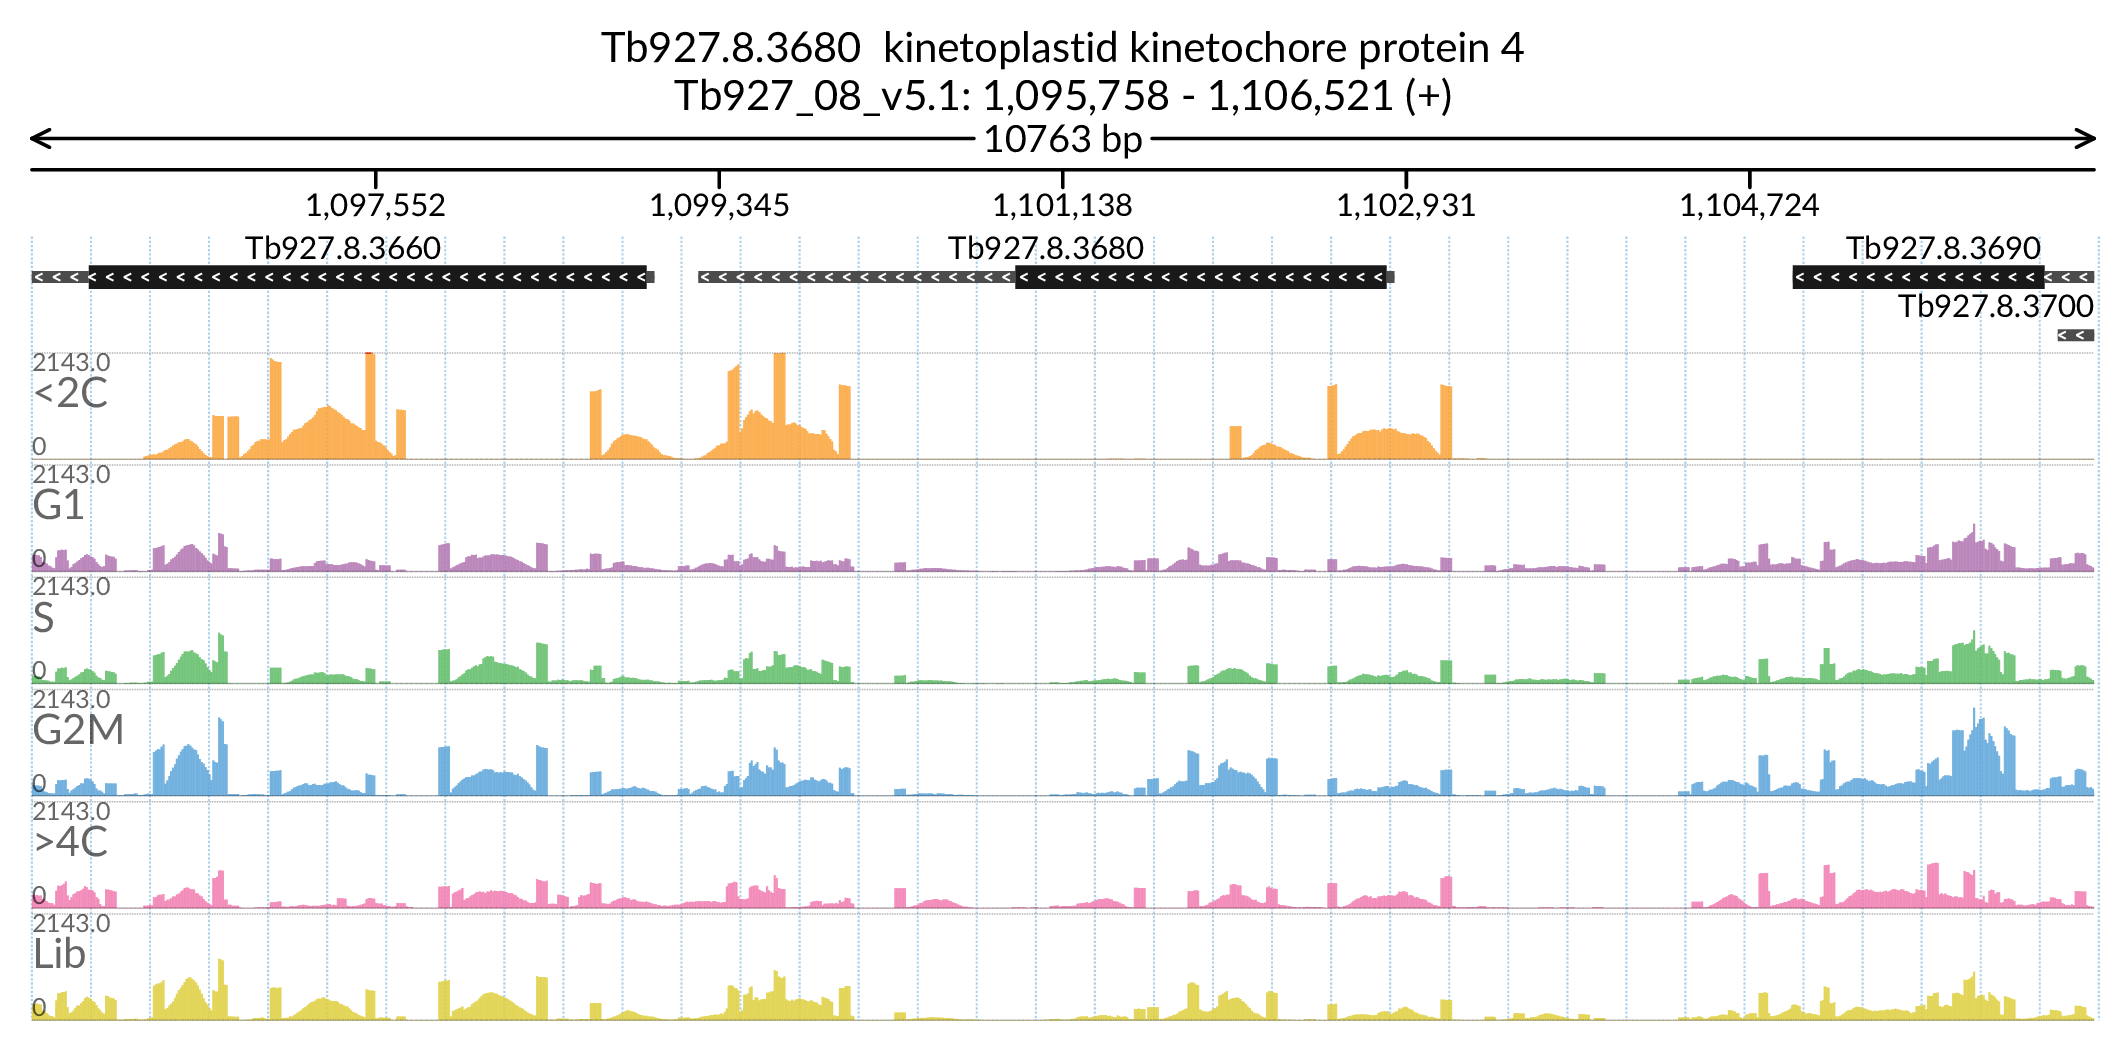 Tb927.8.3680 kinetoplastid kinetochore protein 4
Tb927_08_v5.1: 1,095,758 - 1,106,521 (+)
10763 bp
1,097,552 1,099,345 1,101,138 1,102,931 1,104,724
Tb927.8.3660 Tb927.8.3680 Tb927.8.3690
Tb927.8.3700
2143.0
<2C
0
2143.0
G1
0
2143.0
S
0
2143.0
G2M
0
2143.0
>4C
0
2143.0
Lib
0